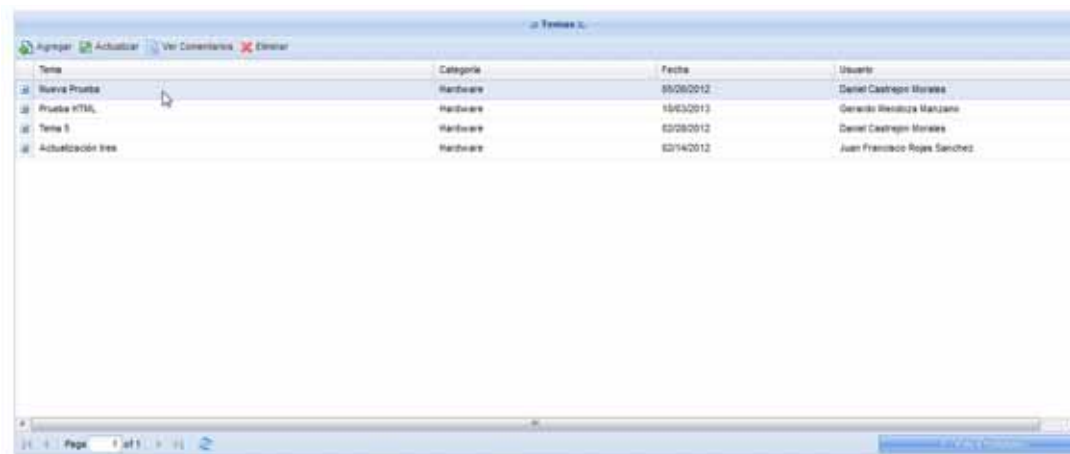 .: Temas :.
Agregar Actualizar Ver Comentarios Eliminar
Tema Categoría Fecha Usuario
Nueva Prueba Hardware 05/28/2012 Daniel Castrejon Morales
Prueba HTML Hardware 10/03/2013 Gerardo Mendoza Manzano
Tema 5 Hardware 02/28/2012 Daniel Castrejon Morales
Actualización tres Hardware 02/14/2012 Juan Francisco Rojas Sanchez
Page 1 of 1